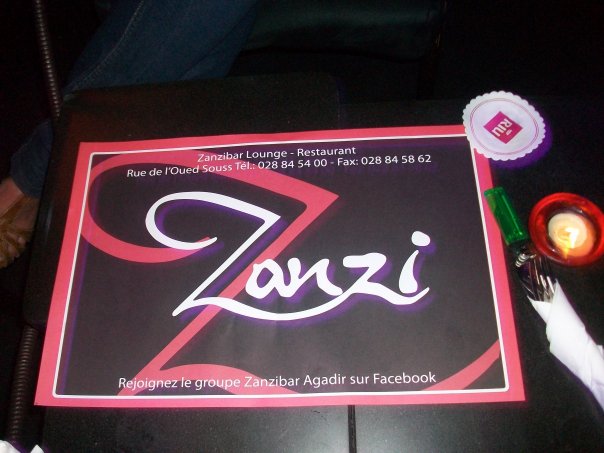 Zanzibar Lounge - Restaurant
Rue de l'Oued Souss Tél.: 028 84 54 00 - Fax: 028 84 58 62
RIU
Zanzi
Rejoignez le groupe Zanzibar Agadir sur Facebook